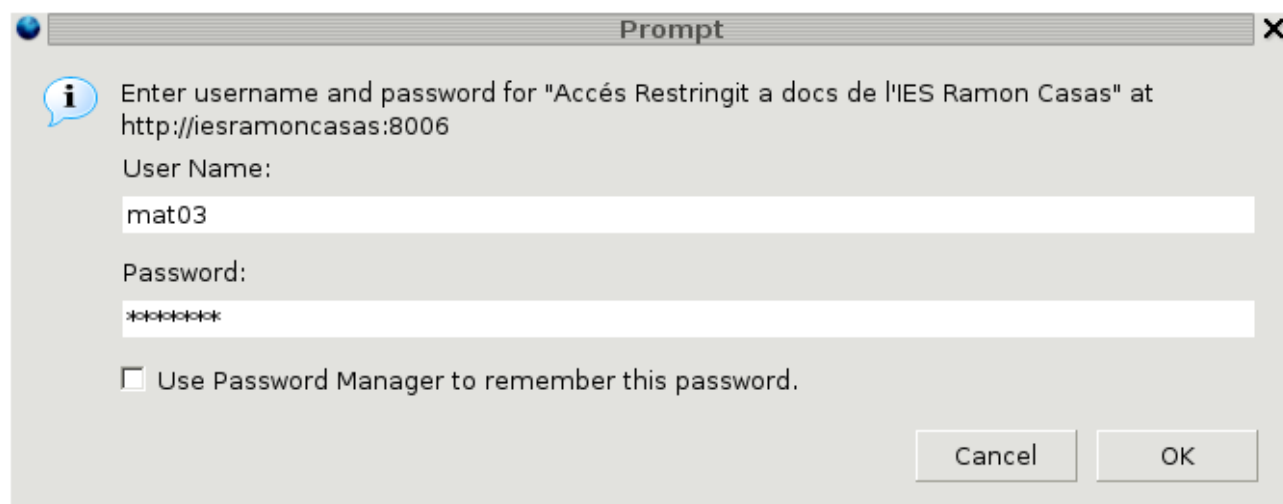 Prompt
Enter username and password for "Accés Restringit a docs de l'IES Ramon Casas" at
http://iesramoncasas:8006
User Name:
mat03
Password:
********
Use Password Manager to remember this password.
Cancel OK